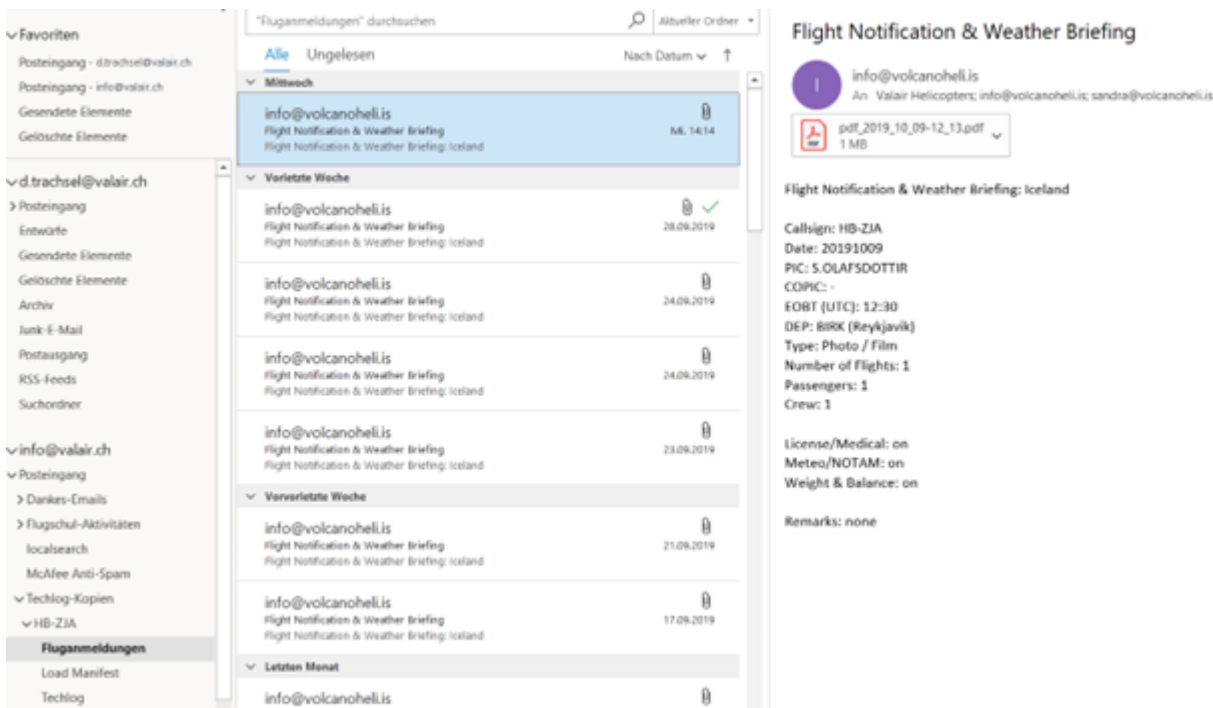 Favoriten
Posteingang - d.trachsel@valair.ch
Posteingang - info@valair.ch
Gesendete Elemente
Gelöschte Elemente
d.trachsel@valair.ch
Posteingang
Entwürfe
Gesendete Elemente
Gelöschte Elemente
Archiv
Junk-E-Mail
Postausgang
RSS-Feeds
Suchordner
info@valair.ch
Posteingang
Dankes-Emails
Flugschul-Aktivitäten
localsearch
McAfee Anti-Spam
Techlog-Kopien
HB-ZJA
Fluganmeldungen
Load Manifest
Techlog
"Fluganmeldungen" durchsuchen
Aktueller Ordner
Alle Ungelesen
Nach Datum
Mittwoch
info@volcanoheli.is
Flight Notification & Weather Briefing
Mi. 14:14
Flight Notification & Weather Briefing: Iceland
Vorletzte Woche
info@volcanoheli.is
Flight Notification & Weather Briefing
28.09.2019
Flight Notification & Weather Briefing: Iceland
info@volcanoheli.is
Flight Notification & Weather Briefing
24.09.2019
Flight Notification & Weather Briefing: Iceland
info@volcanoheli.is
Flight Notification & Weather Briefing
24.09.2019
Flight Notification & Weather Briefing: Iceland
info@volcanoheli.is
Flight Notification & Weather Briefing
23.09.2019
Flight Notification & Weather Briefing: Iceland
Vorvorletzte Woche
info@volcanoheli.is
Flight Notification & Weather Briefing
21.09.2019
Flight Notification & Weather Briefing: Iceland
info@volcanoheli.is
Flight Notification & Weather Briefing
17.09.2019
Flight Notification & Weather Briefing: Iceland
Letzten Monat
info@volcanoheli.is
Flight Notification & Weather Briefing
I
info@volcanoheli.is
An Valair Helicopters; info@volcanoheli.is; sandra@volcanoheli.is
PDF
pdf_2019_10_09-12_13.pdf
1 MB
Flight Notification & Weather Briefing: Iceland
Callsign: HB-ZJA
Date: 20191009
PIC: S.OLAFSDOTTIR
COPIC: -
EOBT (UTC): 12:30
DEP: BIRK (Reykjavik)
Type: Photo / Film
Number of Flights: 1
Passengers: 1
Crew: 1
License/Medical: on
Meteo/NOTAM: on
Weight & Balance: on
Remarks: none